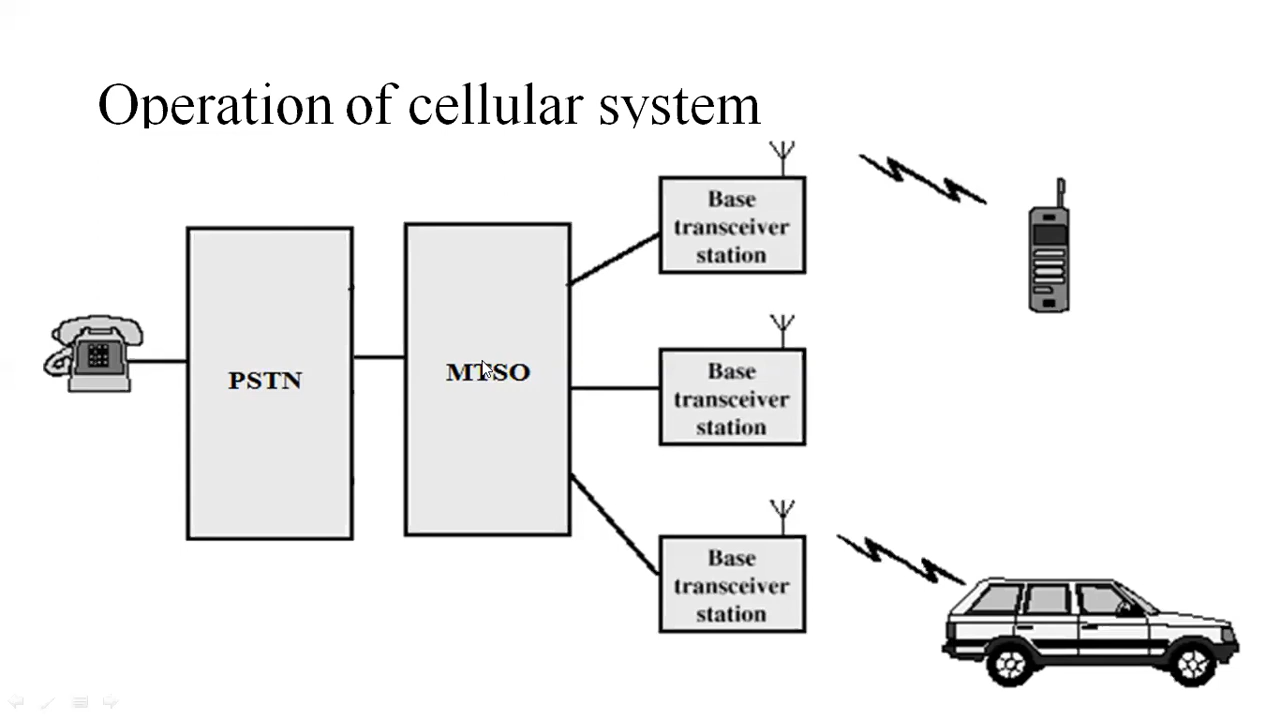 Operation of cellular system
Base
transceiver
station
PSTN
MTSO
Base
transceiver
station
Base
transceiver
station